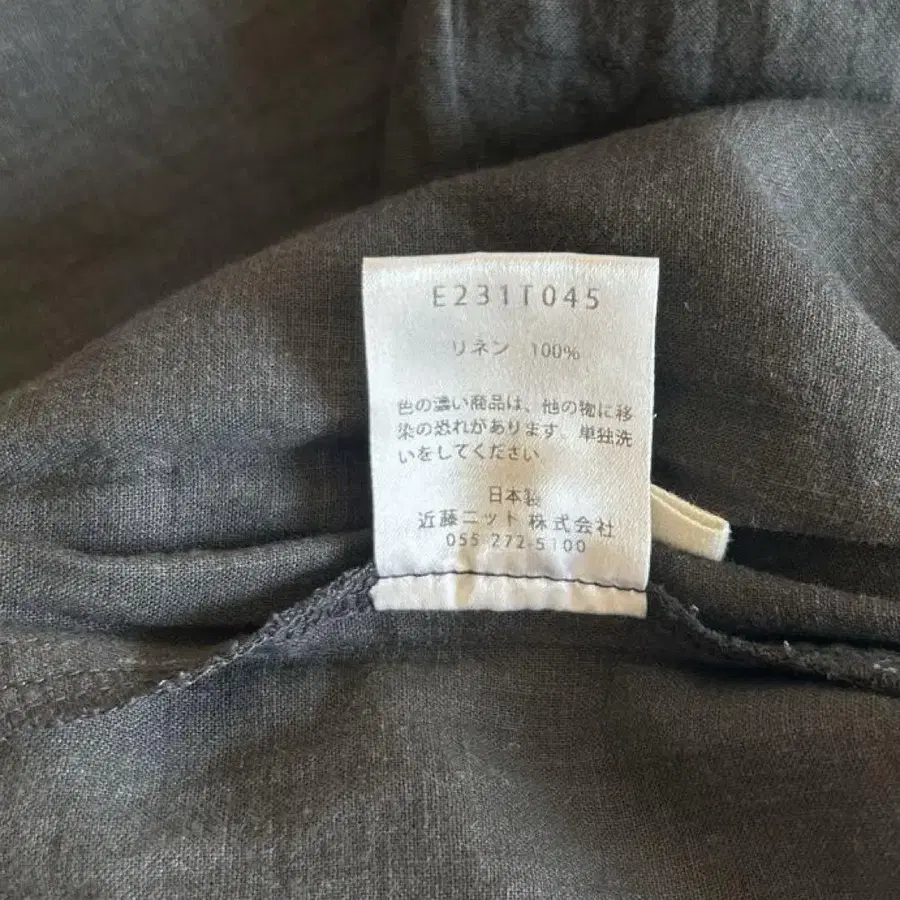 E231T045
リネン 100%
色の濃い商品は、他の物に移
染の恐れがあります。単独洗
いをしてください
日本製
近藤ニット 株式会社
055 272-5100